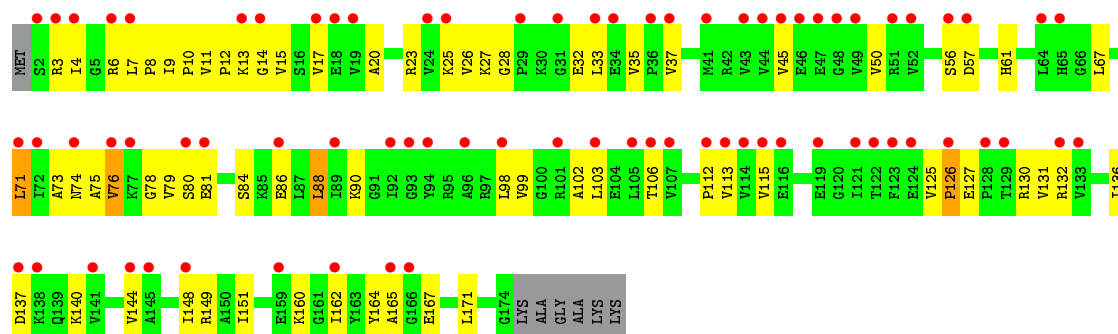 MET S2 R3 I4 G5 R6 L7 P8 I9 P10 V11 P12 K13 G14 V15 S16 V17 E18 V19 A20 R23 V24 K25 V26 K27 G28 P29 K30 G31 E32 L33 E34 V35 P36 V37 M41 R42 V43 V44 V45 E46 E47 G48 V49 V50 R51 V52 S56 D57 H61 L64 H65 G66 L67
L71 I72 A73 N74 A75 V76 K77 G78 V79 S80 E81 S84 K85 E86 L87 L88 I89 K90 G91 I92 G93 Y94 R95 A96 R97 L98 V99 G100 R101 A102 L103 E104 L105 T106 V107 P112 V113 V114 V115 E116 E119 G120 I121 T122 F123 E124 V125 P126 E127 P128 T129 R130 V131 R132 V133 I136
D137 K138 Q139 K140 V141 V144 A145 I148 R149 A150 I151 E159 K160 G161 I162 Y163 Y164 A165 G166 E167 L171 G174 LYS ALA GLY ALA LYS LYS